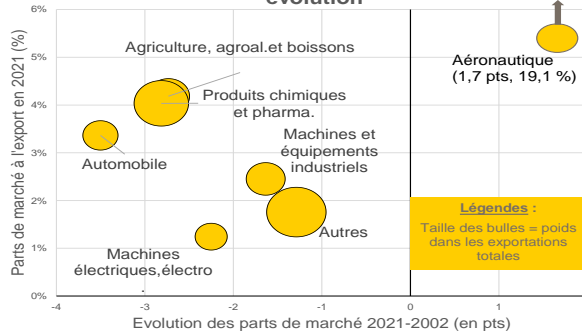 évolution
Parts de marché à l'export en 2021 (%)
6%
5%
4%
3%
2%
1%
0%
Agriculture, agroal.et boissons
Aéronautique
(1,7 pts, 19,1 %)
Produits chimiques
et pharma.
Automobile
Machines et
équipements
industriels
Autres
Machines
électriques,électro
Légendes :
Taille des bulles = poids
dans les exportations
totales
-4 -3 -2 -1 0 1
Evolution des parts de marché 2021-2002 (en pts)